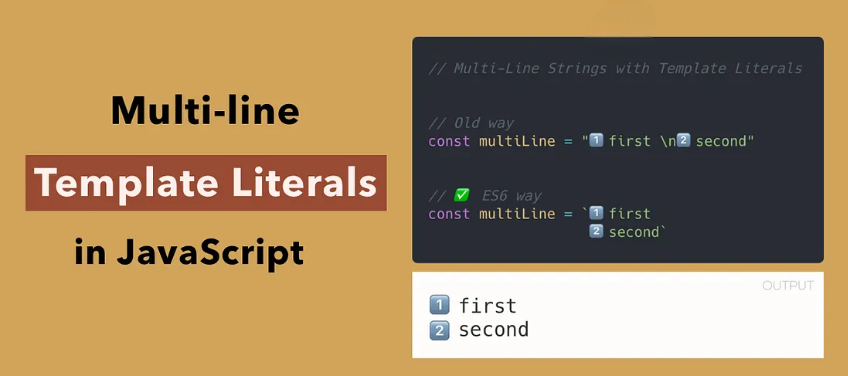 Multi-line
Template Literals
in JavaScript
// Multi-Line Strings with Template Literals
// Old way
const multiLine = "1️⃣ first \n2️⃣ second"
// ✅ ES6 way
const multiLine = `1️⃣ first
2️⃣ second`
OUTPUT
1️⃣ first
2️⃣ second